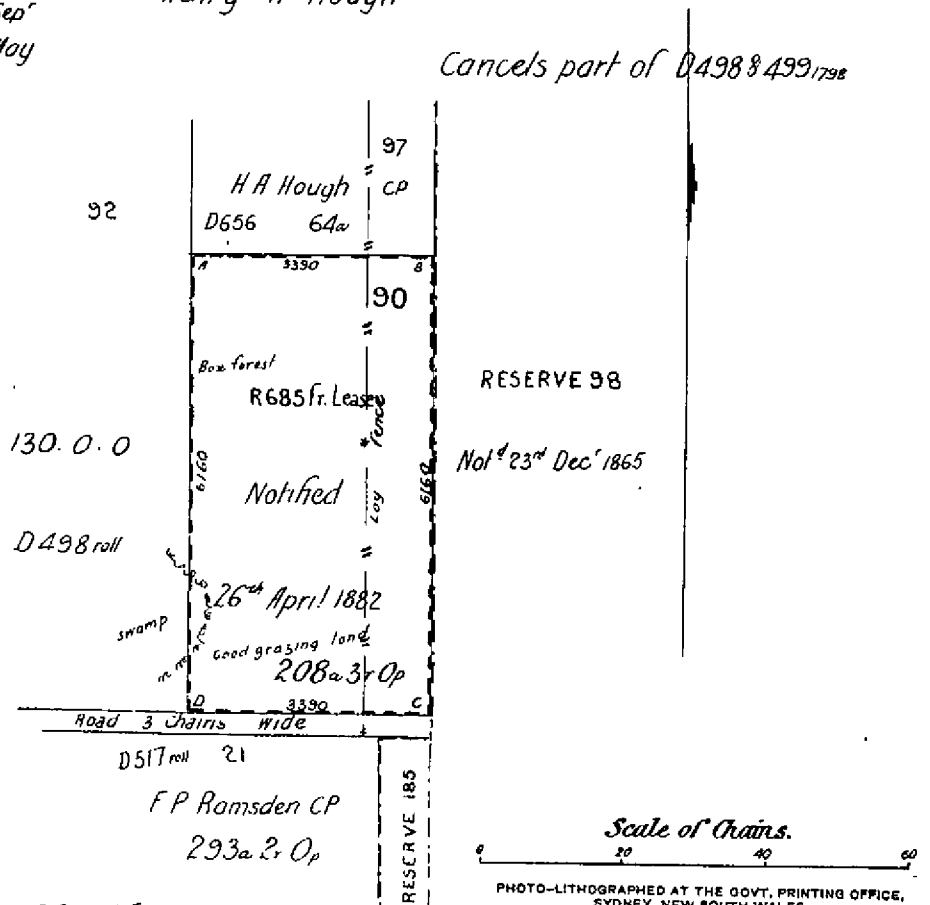 Cancels part of D498 & 499 1798
97
H A Hough CP
92
D656 64a
A 3390 B
90
Box forest
R685 fr. Lease
RESERVE 98
Log fence
130. 0. 0
6160
6160
Not^d 23rd Dec^r 1865
Notified
D498 roll
26th April 1882
swamp
Good grazing land
208a 3r 0p
D 3390 C
Road 3 Chains Wide
D517 roll 21
F P Ramsden CP
293a 2r 0p
RESERVE 185
Scale of Chains.
0 20 40 60
PHOTO-LITHOGRAPHED AT THE GOVT. PRINTING OFFICE,
SYDNEY, NEW SOUTH WALES